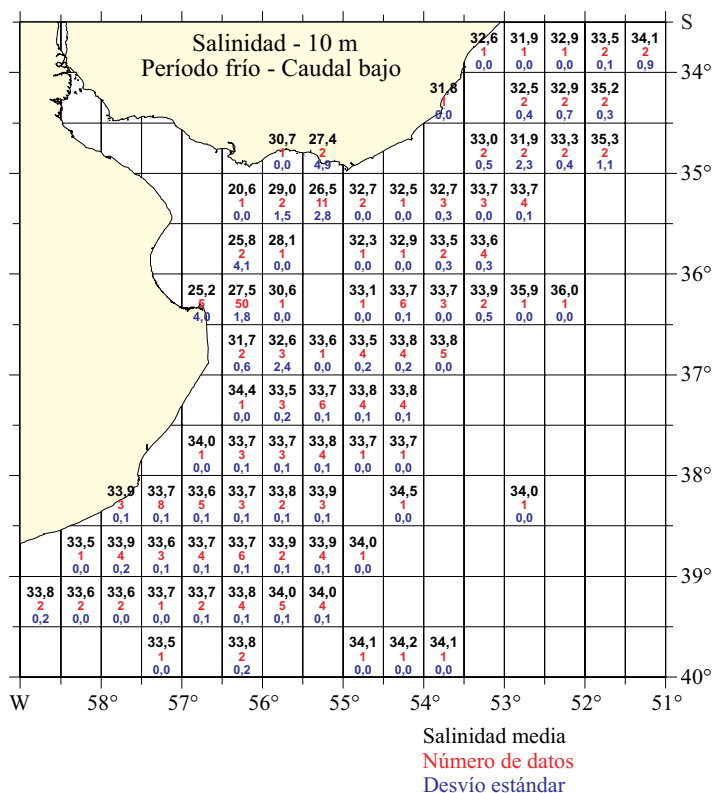 S
Salinidad - 10 m
Período frío - Caudal bajo
32,6 31,9 32,9 33,5 34,1
1 1 1 2 2
0,0 0,0 0,0 0,1 0,9
34°
31,8 32,5 32,9 35,2
1 2 2 2
0,0 0,4 0,7 0,3
30,7 27,4 33,0 31,9 33,3 35,3
1 2 2 2 2 2
0,0 4,9 0,5 2,3 0,4 1,1
35°
20,6 29,0 26,5 32,7 32,5 32,7 33,7 33,7
1 2 11 2 1 3 3 4
0,0 1,5 2,8 0,0 0,0 0,3 0,0 0,1
25,8 28,1 32,3 32,9 33,5 33,6
2 1 1 1 2 4
4,1 0,0 0,0 0,0 0,3 0,3
36°
25,2 27,5 30,6 33,1 33,7 33,7 33,9 35,9 36,0
5 50 1 1 6 3 2 1 1
4,0 1,8 0,0 0,0 0,1 0,0 0,5 0,0 0,0
31,7 32,6 33,6 33,5 33,8 33,8
2 3 1 4 4 5
0,6 2,4 0,0 0,2 0,2 0,0
37°
34,4 33,5 33,7 33,8 33,8
1 3 6 4 4
0,0 0,2 0,1 0,1 0,1
34,0 33,7 33,7 33,8 33,7 33,7
1 3 3 4 1 1
0,0 0,1 0,1 0,1 0,0 0,0
38°
33,9 33,7 33,6 33,7 33,8 33,9 34,5 34,0
3 8 5 3 2 3 1 1
0,1 0,1 0,1 0,1 0,1 0,1 0,0 0,0
33,5 33,9 33,6 33,7 33,7 33,9 33,9 34,0
1 4 3 4 6 2 4 1
0,0 0,2 0,1 0,1 0,1 0,1 0,1 0,0
39°
33,8 33,6 33,6 33,7 33,7 33,8 34,0 34,0
2 2 2 1 2 4 5 4
0,2 0,0 0,0 0,0 0,1 0,1 0,1 0,1
33,5 33,8 34,1 34,2 34,1
1 2 1 1 1
0,0 0,2 0,0 0,0 0,0
40°
W 58° 57° 56° 55° 54° 53° 52° 51°
Salinidad media
Número de datos
Desvío estándar